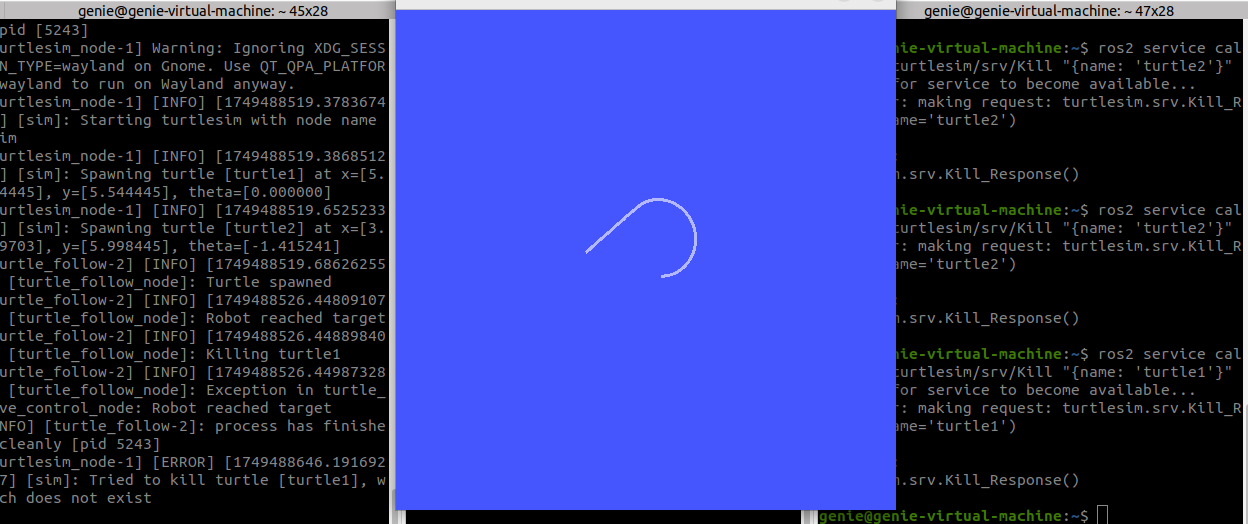 genie@genie-virtual-machine: ~ 45x28
pid [5243]
urtlesim_node-1] Warning: Ignoring XDG_SESS
N_TYPE=wayland on Gnome. Use QT_QPA_PLATFOR
wayland to run on Wayland anyway.
urtlesim_node-1] [INFO] [1749488519.3783674
] [sim]: Starting turtlesim with node name
im
urtlesim_node-1] [INFO] [1749488519.3868512
] [sim]: Spawning turtle [turtle1] at x=[5.
4445], y=[5.544445], theta=[0.000000]
urtlesim_node-1] [INFO] [1749488519.6525233
] [sim]: Spawning turtle [turtle2] at x=[3.
9703], y=[5.998445], theta=[-1.415241]
urtle_follow-2] [INFO] [1749488519.68626255
[turtle_follow_node]: Turtle spawned
urtle_follow-2] [INFO] [1749488526.44809107
[turtle_follow_node]: Robot reached target
urtle_follow-2] [INFO] [1749488526.44889840
[turtle_follow_node]: Killing turtle1
urtle_follow-2] [INFO] [1749488526.44987328
[turtle_follow_node]: Exception in turtle_
ve_control_node: Robot reached target
NFO] [turtle_follow-2]: process has finishe
cleanly [pid 5243]
urtlesim_node-1] [ERROR] [1749488646.191692
7] [sim]: Tried to kill turtle [turtle1], w
ch does not exist
genie@genie-virtual-machine: ~ 47x28
enie-virtual-machine:~$ ros2 service cal
turtlesim/srv/Kill "{name: 'turtle2'}"
for service to become available...
r: making request: turtlesim.srv.Kill_R
ame='turtle2')
:
m.srv.Kill_Response()
enie-virtual-machine:~$ ros2 service cal
turtlesim/srv/Kill "{name: 'turtle2'}"
r: making request: turtlesim.srv.Kill_R
ame='turtle2')
:
m.srv.Kill_Response()
enie-virtual-machine:~$ ros2 service cal
turtlesim/srv/Kill "{name: 'turtle1'}"
for service to become available...
r: making request: turtlesim.srv.Kill_R
ame='turtle1')
:
m.srv.Kill_Response()
genie@genie-virtual-machine:~$